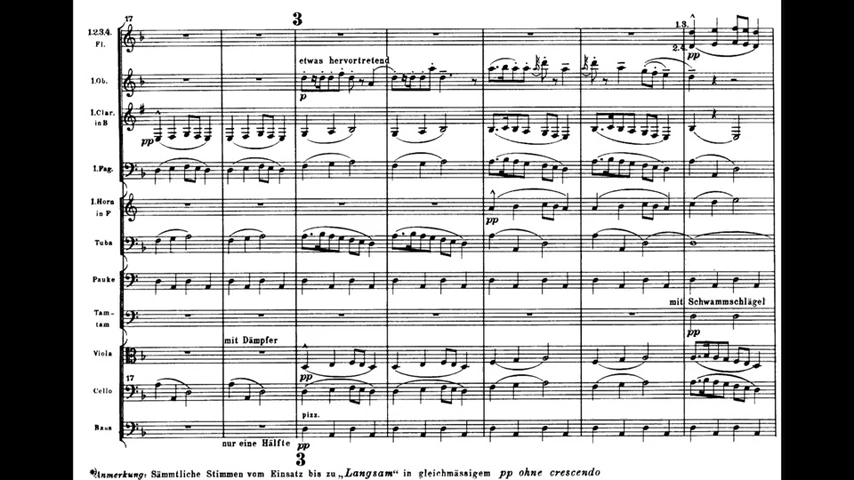 17
3
1.2.3.4.
Fl.
1.3.
2.4.
pp
etwas hervortretend
1.Ob.
p
1.Clar.
in B
pp
1.Fag.
1.Horn
in F
pp
Tuba
Pauke
mit Schwammschlägel
Tam-
tam
pp
mit Dämpfer
Viola
pp
17
Cello
pizz.
Bass
nur eine Hälfte
pp
3
*)Anmerkung: Sämmtliche Stimmen vom Einsatz bis zu „Langsam“ in gleichmässigem pp ohne crescendo